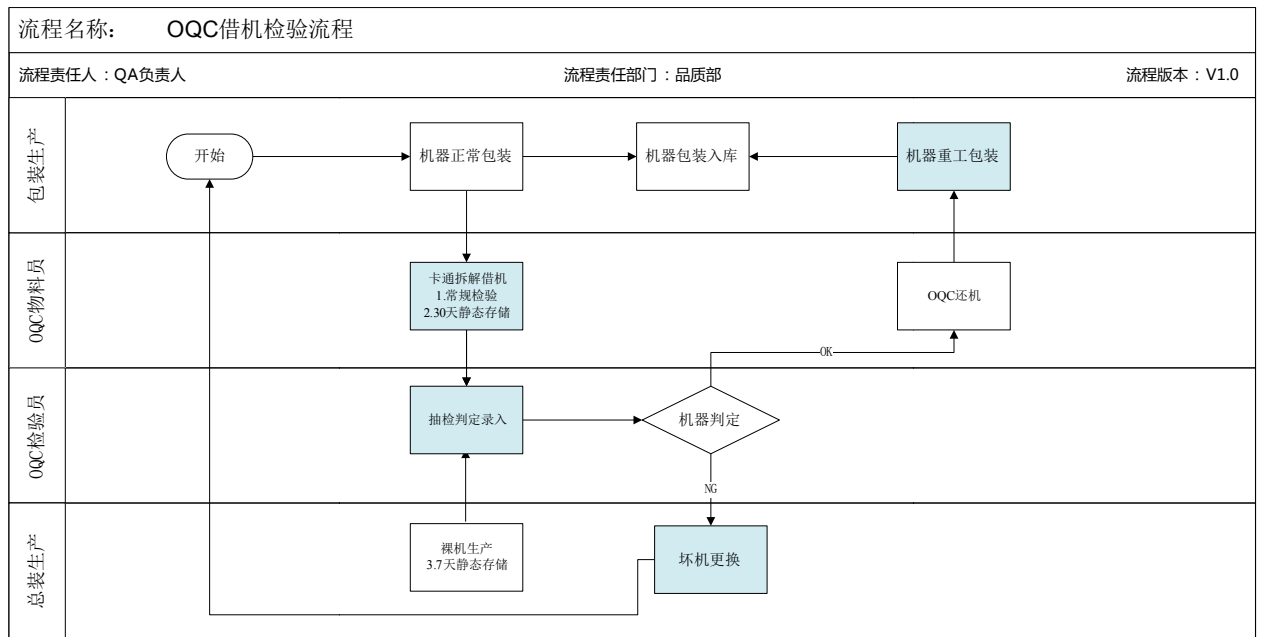 流程名称： OQC借机检验流程
流程责任人：QA负责人 流程责任部门：品质部 流程版本：V1.0
包装生产
开始
机器正常包装
机器包装入库
机器重工包装
OQC物料员
卡通拆解借机
1.常规检验
2.30天静态存储
OQC还机
OK
OQC检验员
抽检判定录入
机器判定
NG
总装生产
裸机生产
3.7天静态存储
坏机更换